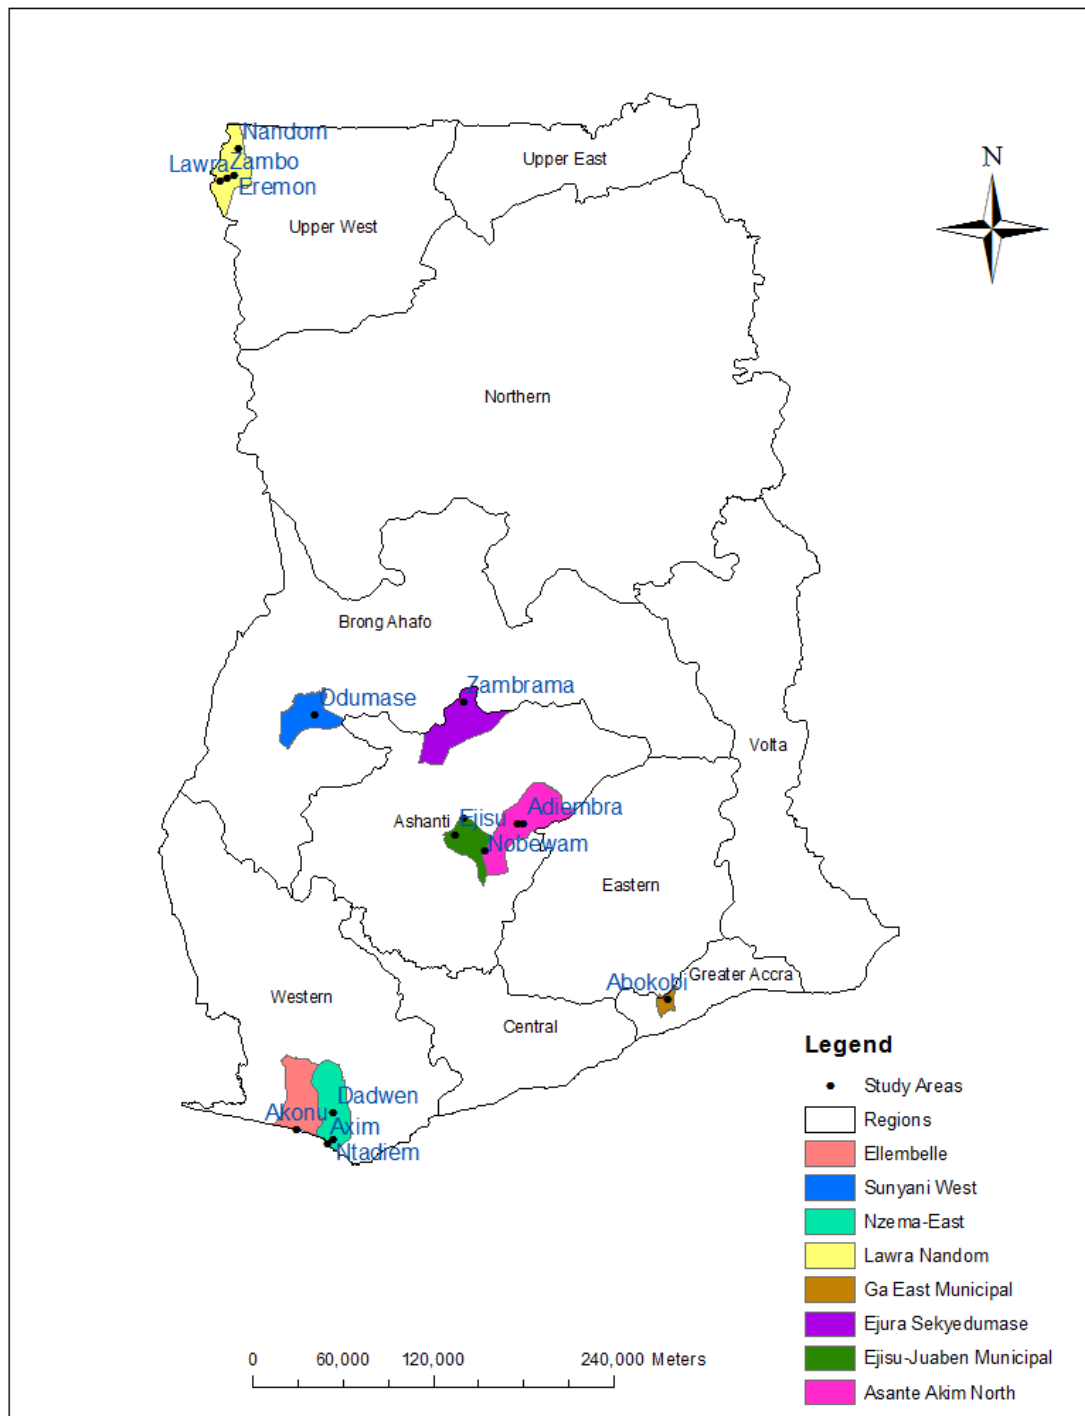 Nandom
Upper East
N
Lawra
Zambo
Eremon
Upper West
Northern
Brong Ahafo
Zambrama
Odumase
Volta
Adiembra
Ashanti
Ejisu
Nobewam
Eastern
Greater Accra
Abokobi
Western
Central
Legend
Study Areas
Dadwen
Akonu
Axim
Ntadiem
Regions
Ellembelle
Sunyani West
Nzema-East
Lawra Nandom
Ga East Municipal
Ejura Sekyedumase
Ejisu-Juaben Municipal
Asante Akim North
0 60,000 120,000 240,000 Meters